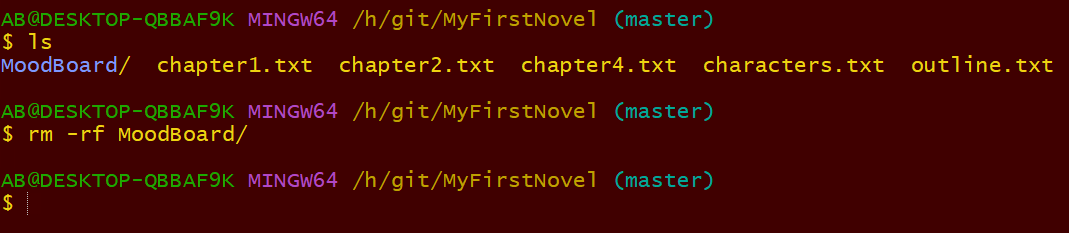 AB@DESKTOP-QBBAF9K MINGW64 /h/git/MyFirstNovel (master)
$ ls
MoodBoard/  chapter1.txt  chapter2.txt  chapter4.txt  characters.txt  outline.txt
AB@DESKTOP-QBBAF9K MINGW64 /h/git/MyFirstNovel (master)
$ rm -rf MoodBoard/
AB@DESKTOP-QBBAF9K MINGW64 /h/git/MyFirstNovel (master)
$